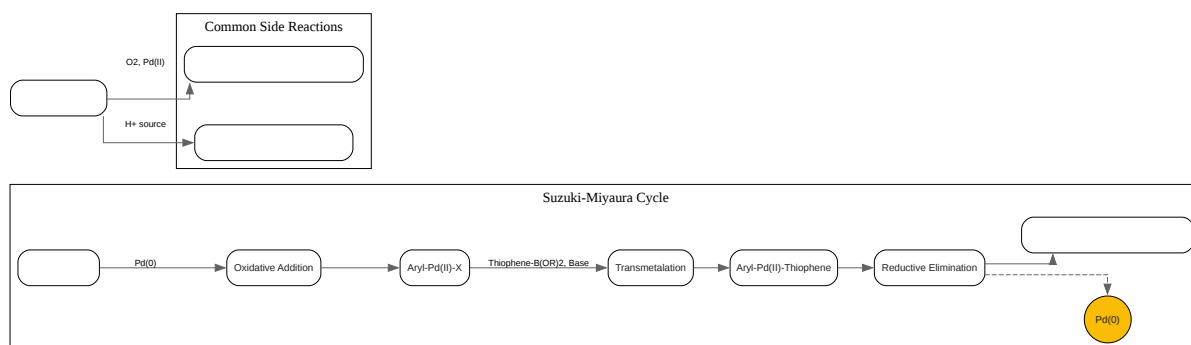 Common Side Reactions
O2, Pd(II)
H+ source
Suzuki-Miyaura Cycle
Pd(0)
Oxidative Addition
Aryl-Pd(II)-X
Thiophene-B(OR)2, Base
Transmetalation
Aryl-Pd(II)-Thiophene
Reductive Elimination
Pd(0)